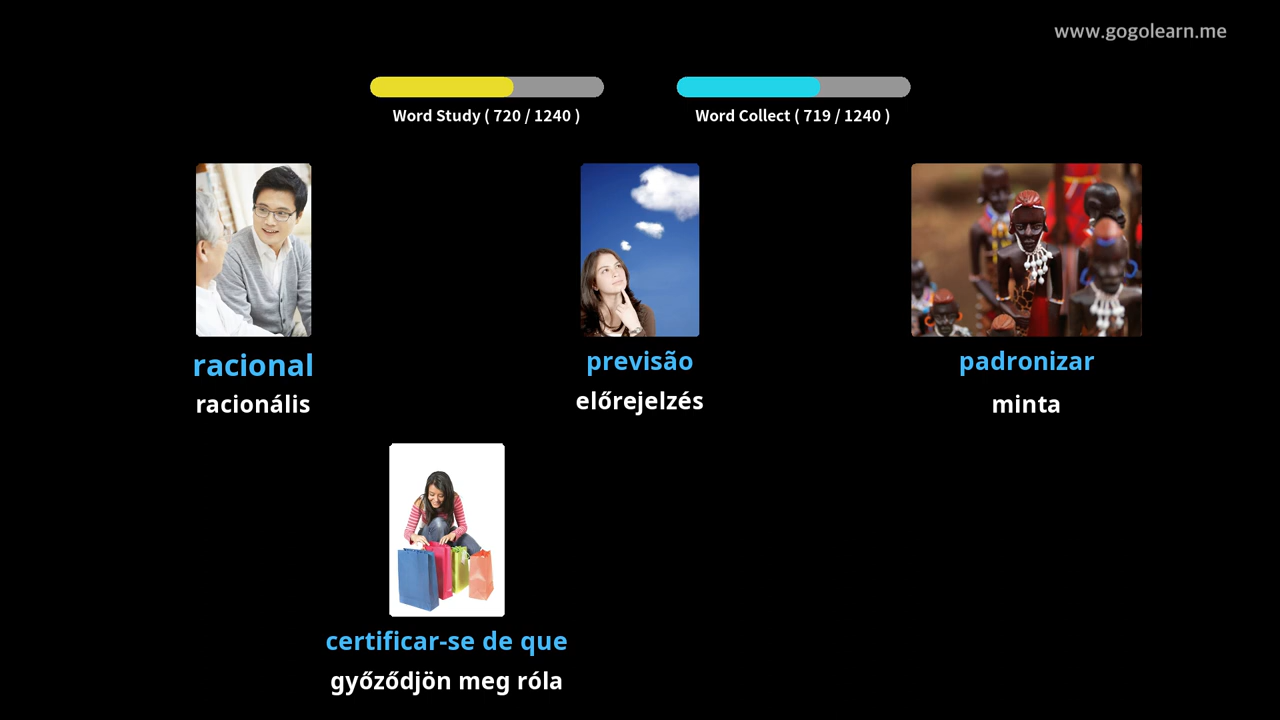 www.gogolearn.me
Word Study ( 720 / 1240 )
Word Collect ( 719 / 1240 )
racional
racionális
previsão
előrejelzés
padronizar
minta
certificar-se de que
győződjön meg róla